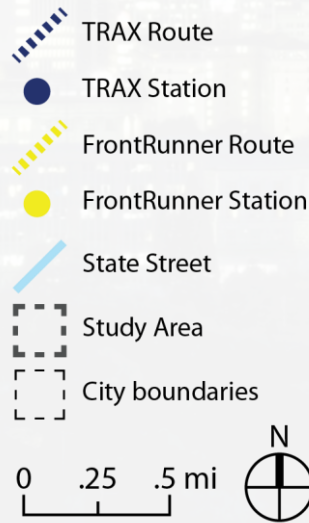 TRAX Route
TRAX Station
FrontRunner Route
FrontRunner Station
State Street
Study Area
City boundaries
N
0 .25 .5 mi